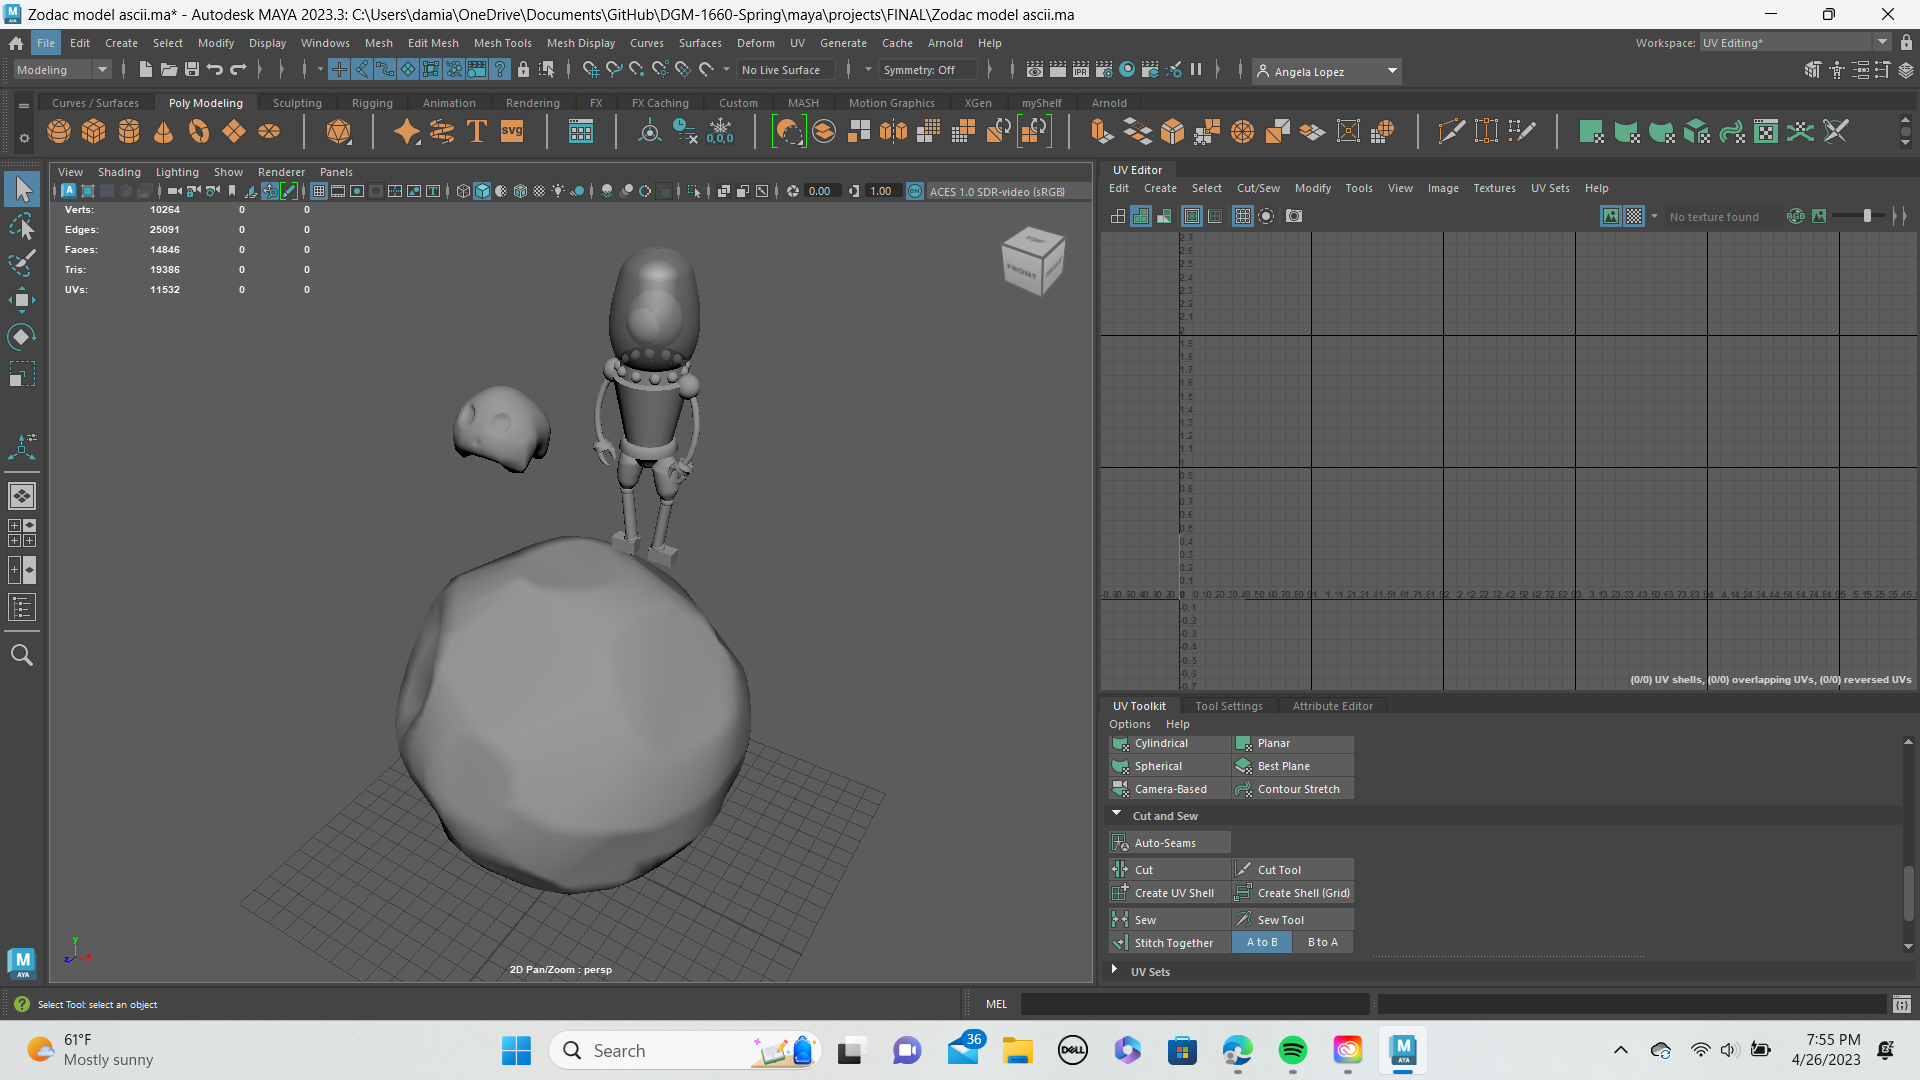 Zodac model ascii.ma* - Autodesk MAYA 2023.3: C:\Users\damia\OneDrive\Documents\GitHub\DGM-1660-Spring\maya\projects\FINAL\Zodac model ascii.ma
File Edit Create Select Modify Display Windows Mesh Edit Mesh Mesh Tools Mesh Display Curves Surfaces Deform UV Generate Cache Arnold Help
Workspace: UV Editing*
Modeling
No Live Surface
Symmetry: Off
Angela Lopez
Curves / Surfaces Poly Modeling Sculpting Rigging Animation Rendering FX FX Caching Custom MASH Motion Graphics XGen myShelf Arnold
View Shading Lighting Show Renderer Panels
0.00 1.00 ACES 1.0 SDR-video (sRGB)
Verts: 10264 0 0
Edges: 25091 0 0
Faces: 14846 0 0
Tris: 19386 0 0
UVs: 11532 0 0
FRONT
2D Pan/Zoom : persp
UV Editor
Edit Create Select Cut/Sew Modify Tools View Image Textures UV Sets Help
No texture found
(0/0) UV shells, (0/0) overlapping UVs, (0/0) reversed UVs
UV Toolkit Tool Settings Attribute Editor
Options Help
Cylindrical Planar
Spherical Best Plane
Camera-Based Contour Stretch
Cut and Sew
Auto-Seams
Cut Cut Tool
Create UV Shell Create Shell (Grid)
Sew Sew Tool
Stitch Together A to B B to A
UV Sets
Select Tool: select an object
MEL
61°F
Mostly sunny
Search
36
DELL
7:55 PM
4/26/2023